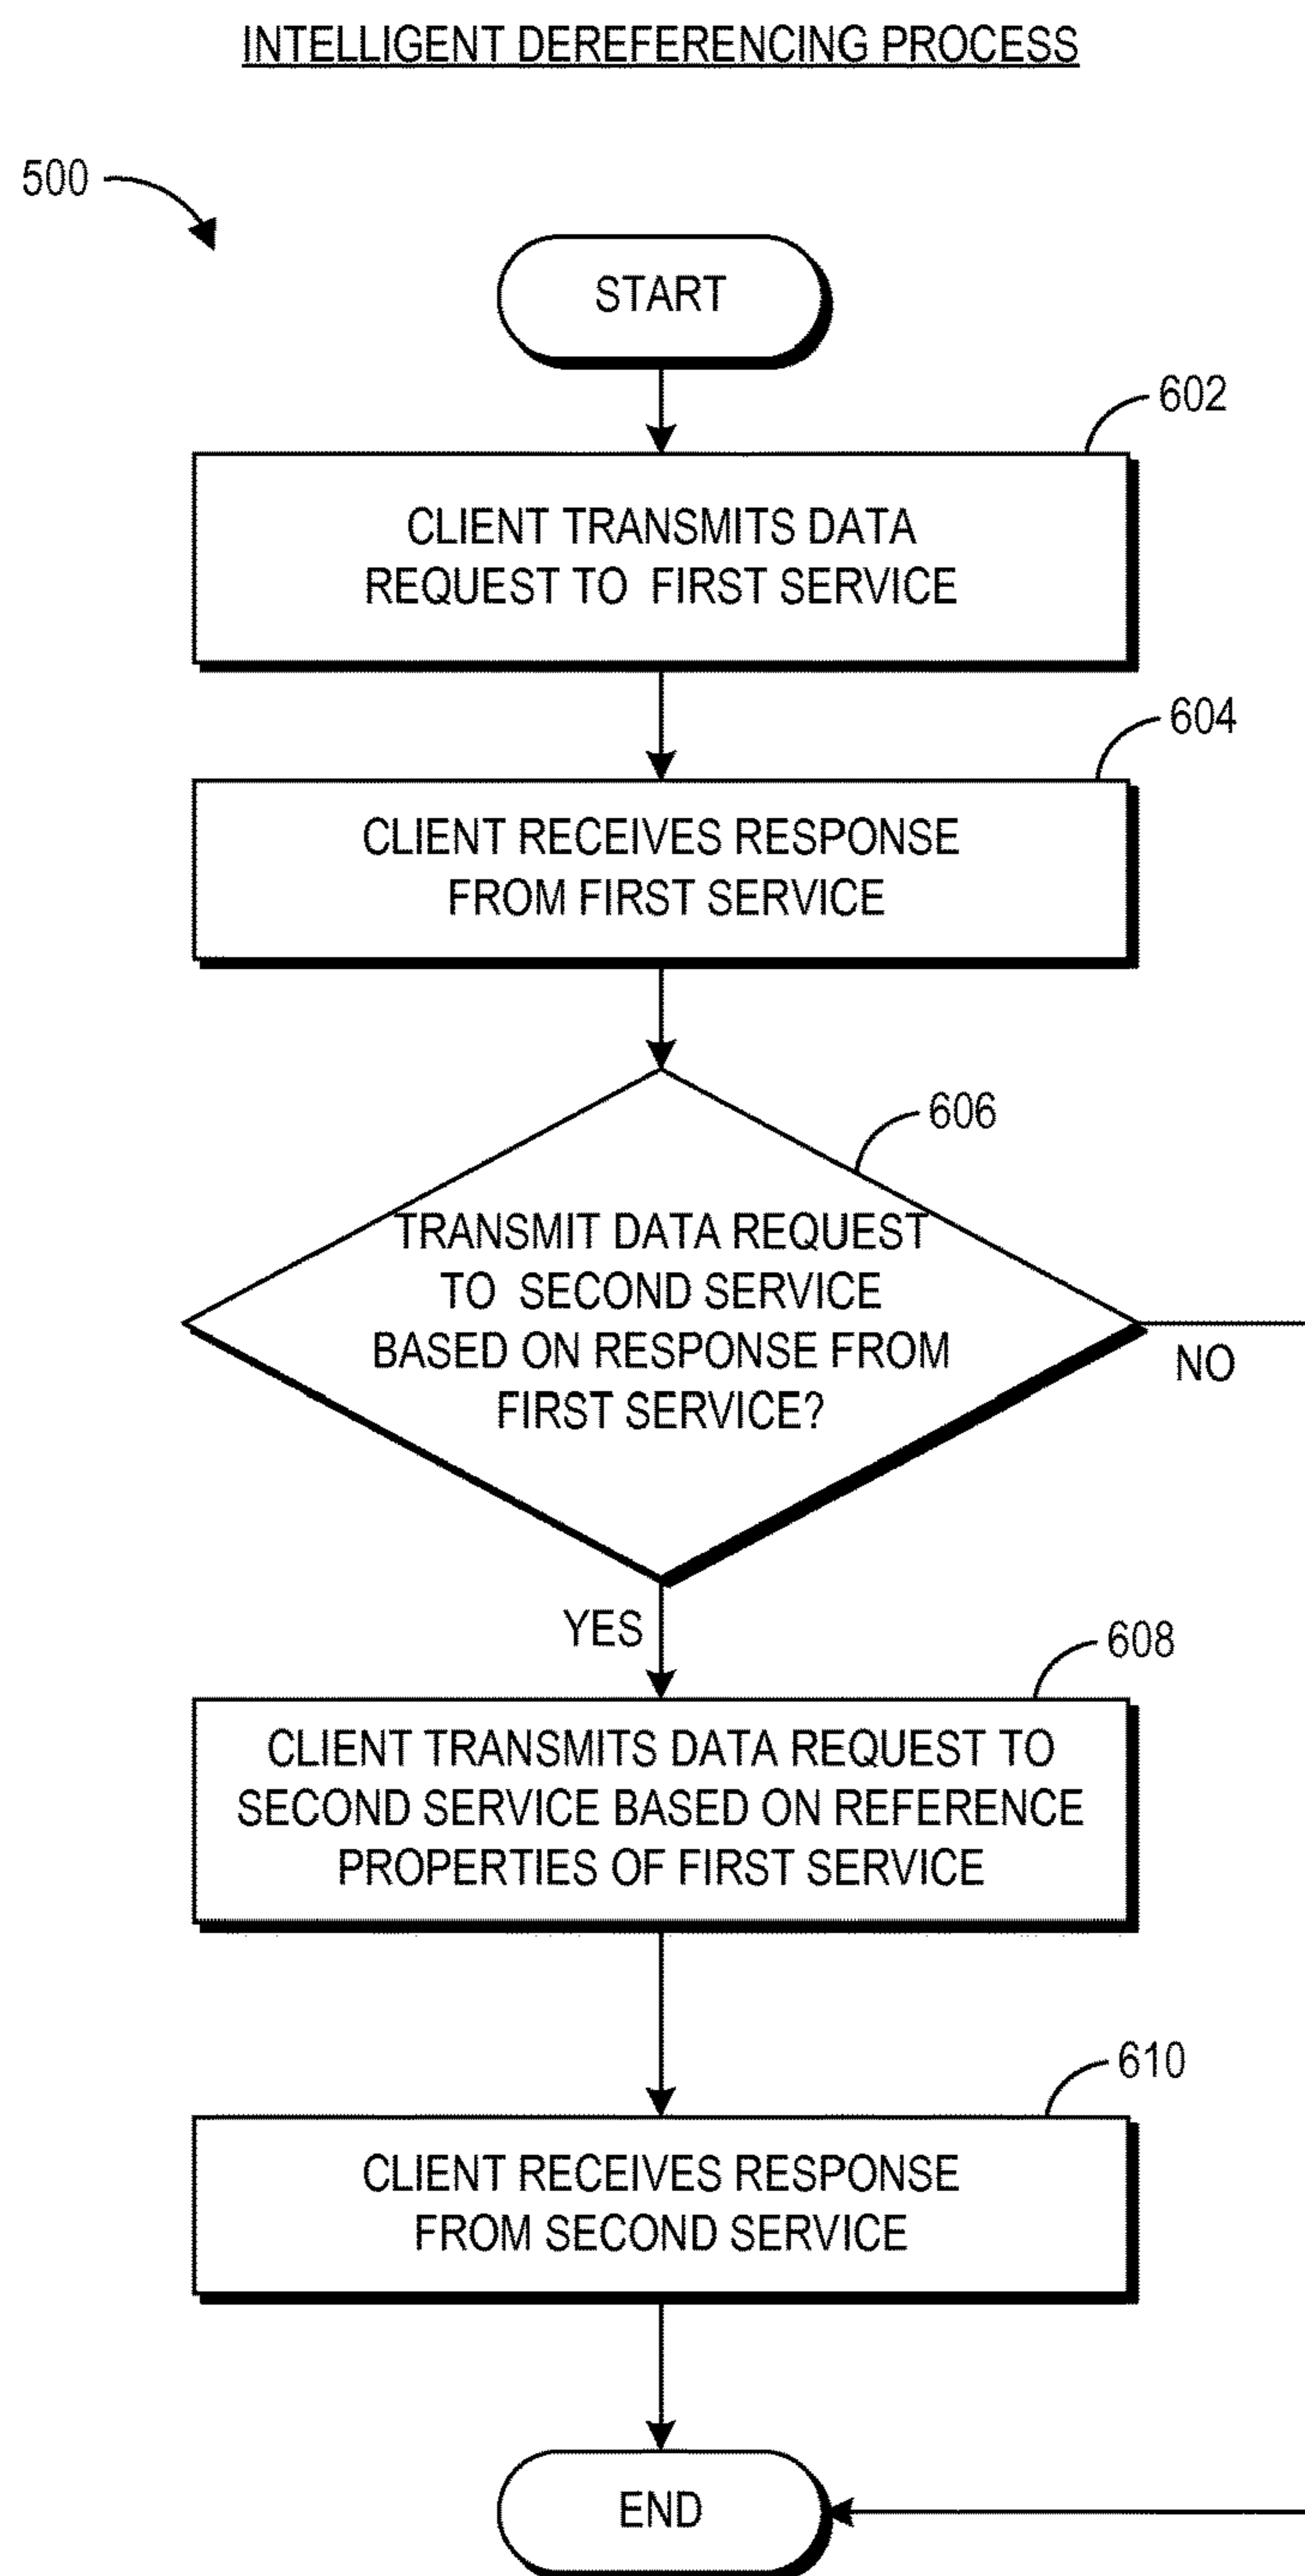 INTELLIGENT DEREFERENCING PROCESS
500
START
602
CLIENT TRANSMITS DATA
REQUEST TO FIRST SERVICE
604
CLIENT RECEIVES RESPONSE
FROM FIRST SERVICE
606
TRANSMIT DATA REQUEST
TO SECOND SERVICE
BASED ON RESPONSE FROM
FIRST SERVICE?
NO
YES
608
CLIENT TRANSMITS DATA REQUEST TO
SECOND SERVICE BASED ON REFERENCE
PROPERTIES OF FIRST SERVICE
610
CLIENT RECEIVES RESPONSE
FROM SECOND SERVICE
END